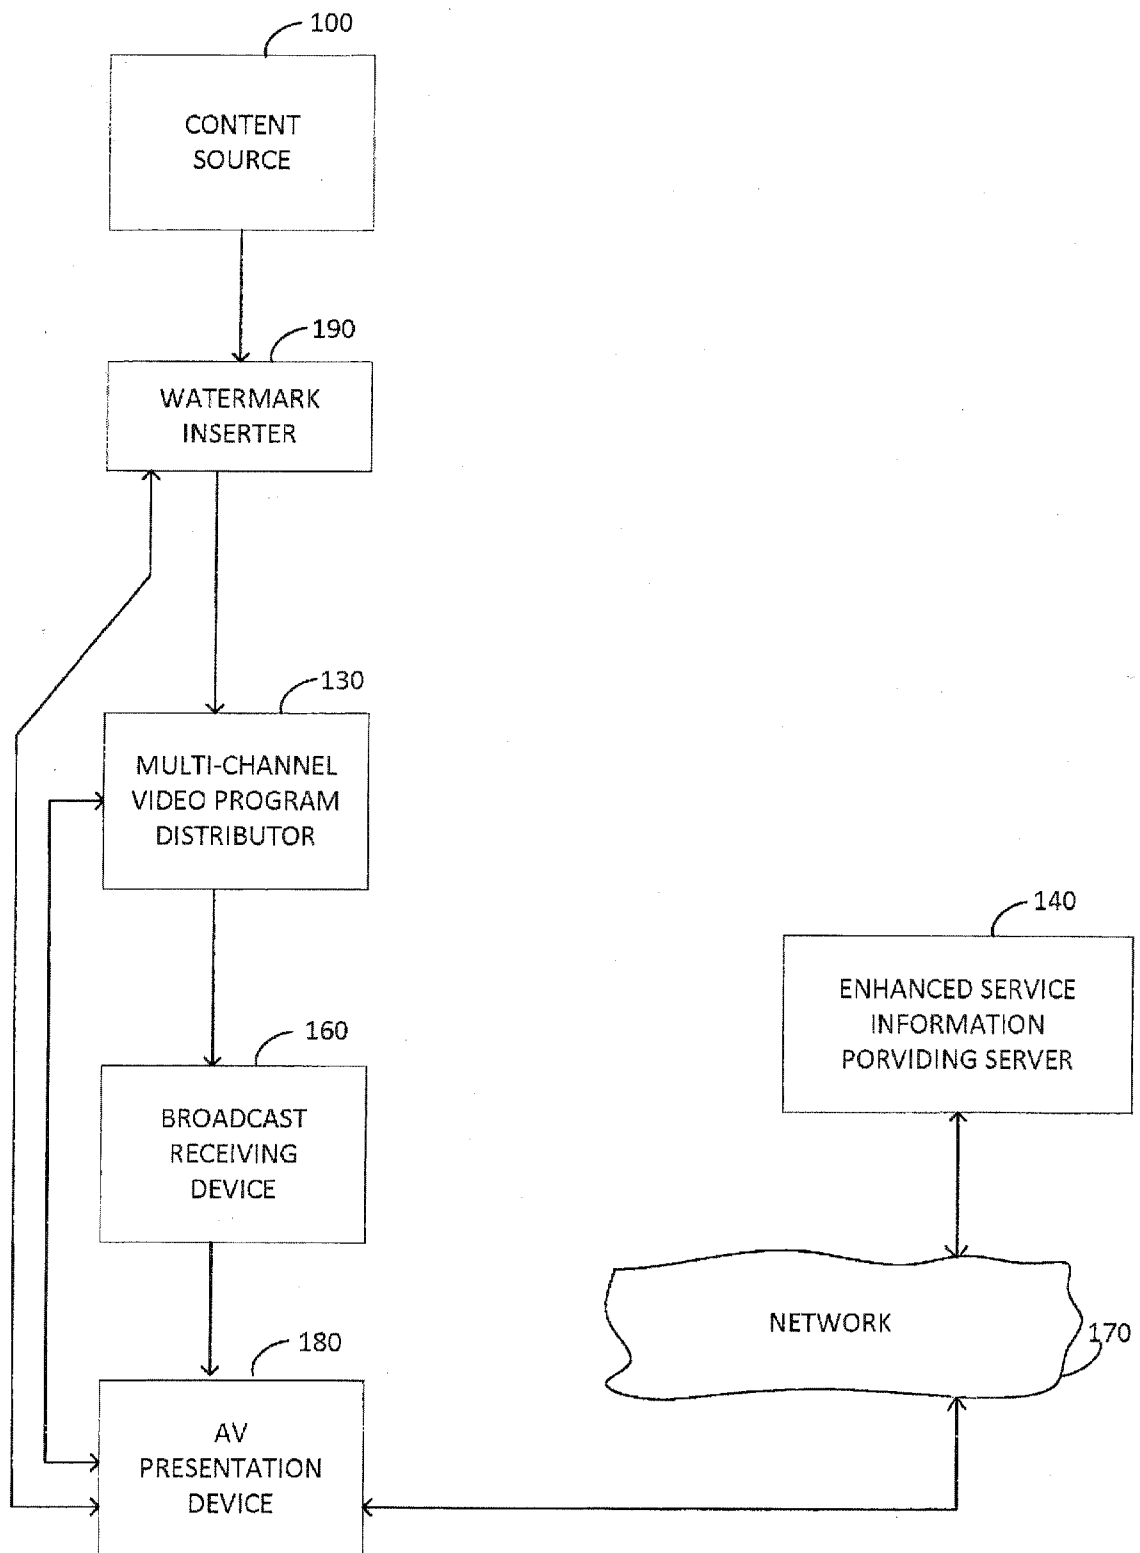 100
CONTENT
SOURCE
190
WATERMARK
INSERTER
130
MULTI-CHANNEL
VIDEO PROGRAM
DISTRIBUTOR
140
ENHANCED SERVICE
INFORMATION
PORVIDING SERVER
160
BROADCAST
RECEIVING
DEVICE
NETWORK
170
180
AV
PRESENTATION
DEVICE